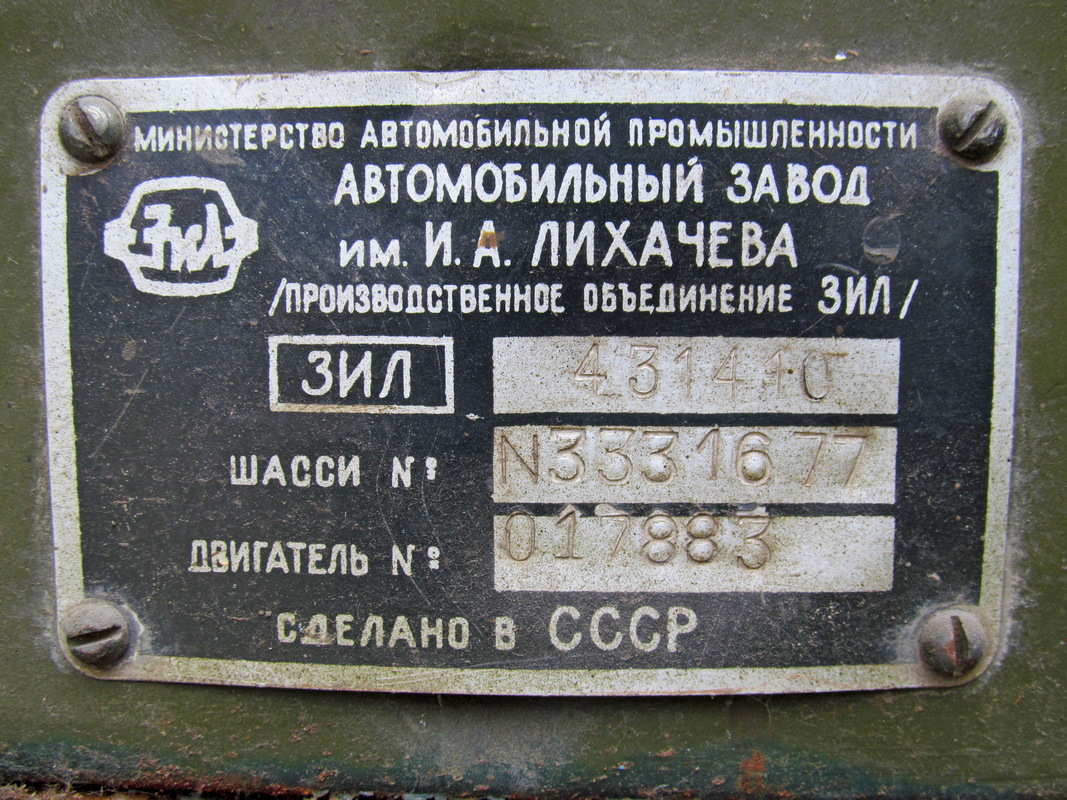 МИНИСТЕРСТВО АВТОМОБИЛЬНОЙ ПРОМЫШЛЕННОСТИ
ЗИЛ АВТОМОБИЛЬНЫЙ ЗАВОД
им. И. А. ЛИХАЧЕВА
/ПРОИЗВОДСТВЕННОЕ ОБЪЕДИНЕНИЕ ЗИЛ/
ЗИЛ 431410
ШАССИ № N3331677
ДВИГАТЕЛЬ № 017883
СДЕЛАНО В СССР